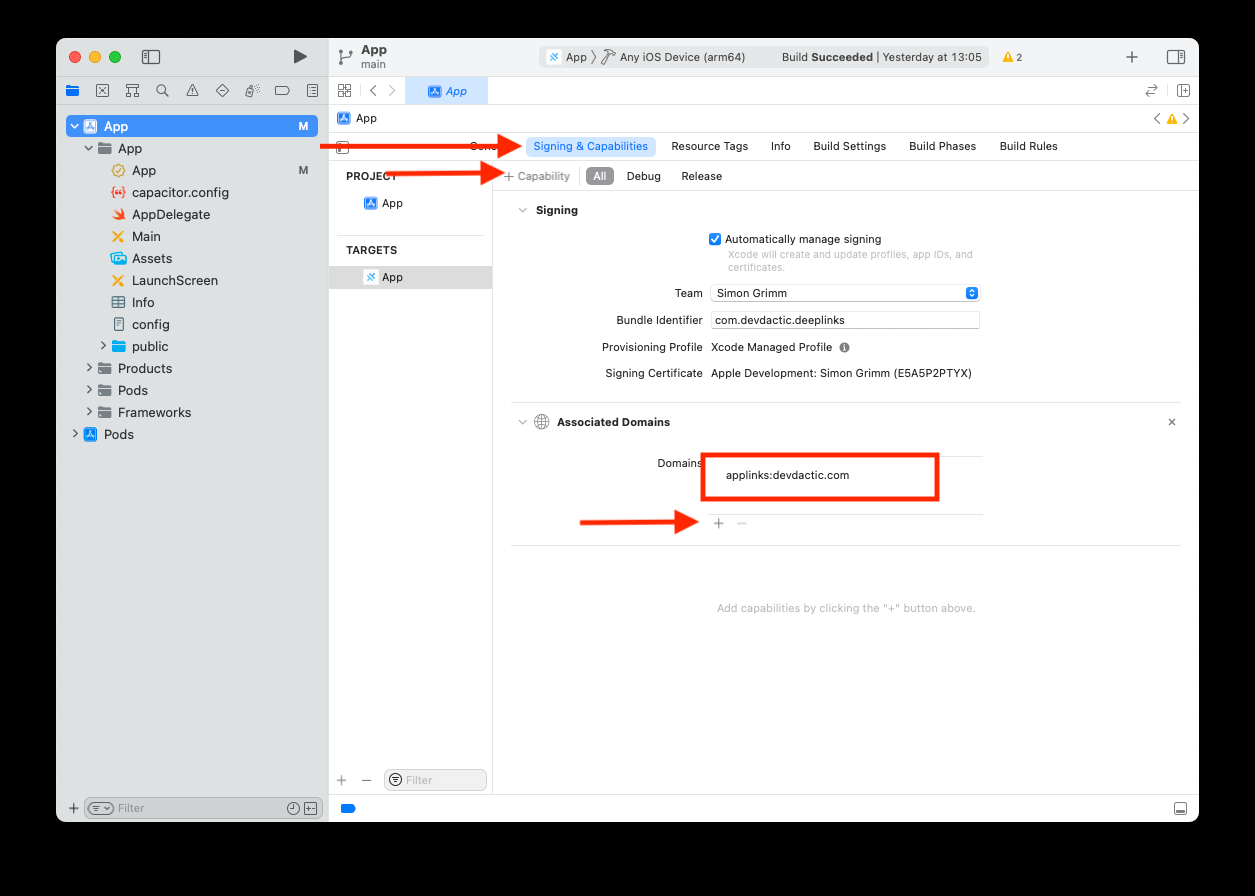 App
main
App
Any iOS Device (arm64)
Build Succeeded | Yesterday at 13:05
2
App
App
App
M
App
App
M
capacitor.config
AppDelegate
Main
Assets
LaunchScreen
Info
config
public
Products
Pods
Frameworks
Pods
Signing & Capabilities
Resource Tags
Info
Build Settings
Build Phases
Build Rules
PROJECT
App
TARGETS
App
+ Capability
All
Debug
Release
Signing
Automatically manage signing
Xcode will create and update profiles, app IDs, and
certificates.
Team
Simon Grimm
Bundle Identifier
com.devdactic.deeplinks
Provisioning Profile
Xcode Managed Profile
Signing Certificate
Apple Development: Simon Grimm (E5A5P2PTYX)
Associated Domains
Domains
applinks:devdactic.com
Add capabilities by clicking the "+" button above.
Filter
Filter